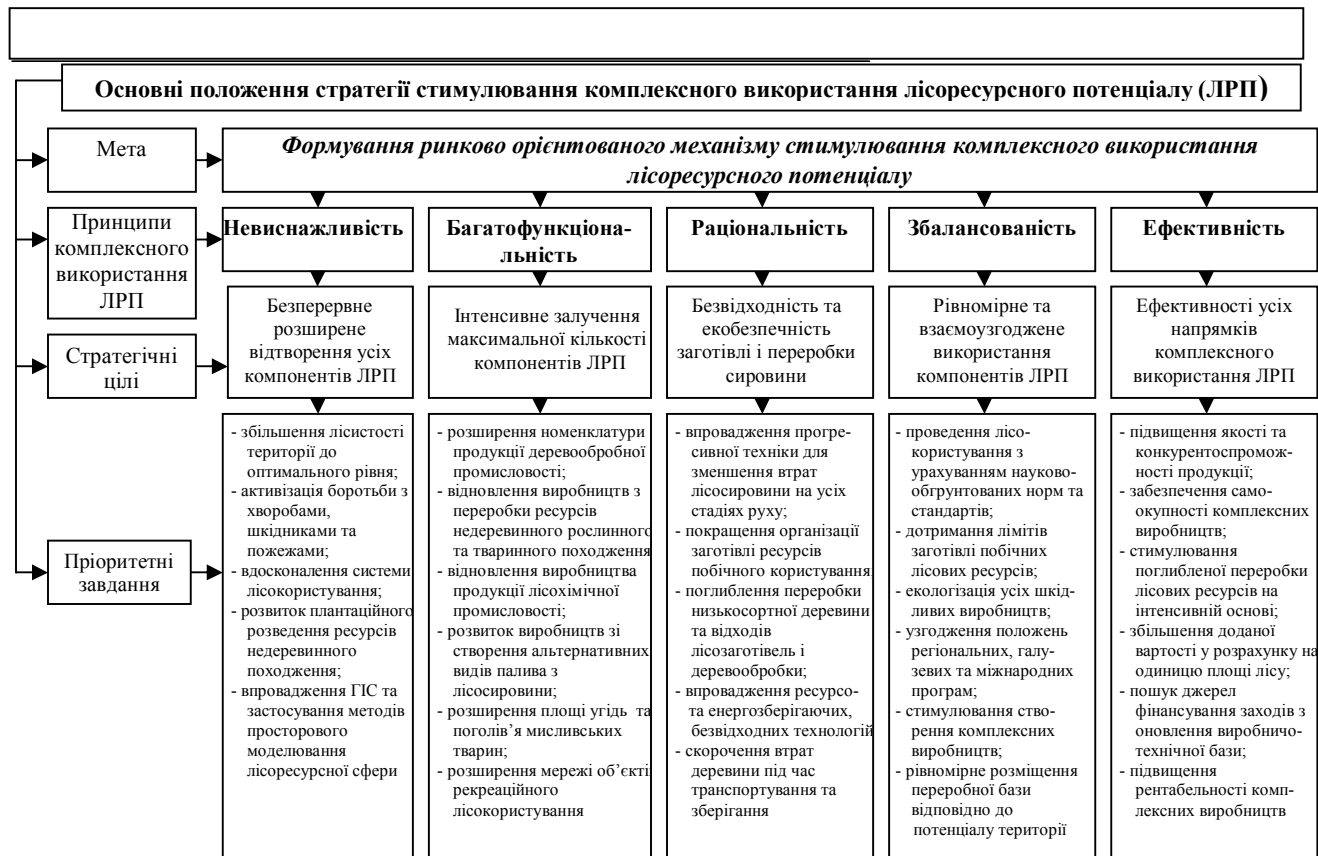 Основні положення стратегії стимулювання комплексного використання лісоресурсного потенціалу (ЛРП)
Мета
Формування ринково орієнтованого механізму стимулювання комплексного використання
лісоресурсного потенціалу
Принципи
комплексного
використання
ЛРП
Невиснажливість
Багатофункціона-
льність
Раціональність
Збалансованість
Ефективність
Стратегічні
цілі
Безперервне
розширене
відтворення усіх
компонентів ЛРП
Інтенсивне залучення
максимальної кількості
компонентів ЛРП
Безвідходність та
екобезпечність
заготівлі і переробки
сировини
Рівномірне та
взаємоузгоджене
використання
компонентів ЛРП
Ефективності усіх
напрямків
комплексного
використання ЛРП
Пріоритетні
завдання
- збільшення лісистості
території до
оптимального рівня;
- активізація боротьби з
хворобами,
шкідниками та
пожежами;
- вдосконалення системи
лісокористування;
- розвиток плантаційного
розведення ресурсів
недеревинного
походження;
- впровадження ГІС та
застосування методів
просторового
моделювання
лісоресурсної сфери
- розширення номенклатури
продукції деревообробної
промисловості;
- відновлення виробництв з
переробки ресурсів
недеревинного рослинного
та тваринного походження
- відновлення виробництва
продукції лісохімічної
промисловості;
- розвиток виробництв зі
створення альтернативних
видів палива з
лісосировини;
- розширення площі угідь та
поголів’я мисливських
тварин;
- розширення мережі об’єкті
рекреаційного
лісокористування
- впровадження прогре-
сивної техніки для
зменшення втрат
лісосировини на усіх
стадіях руху;
- покращення організації
заготівлі ресурсів
побічного користування;
- поглиблення переробки
низькосортної деревини
та відходів
лісозаготівель і
деревообробки;
- впровадження ресурсо-
та енергозберігаючих,
безвідходних технологій
- скорочення втрат
деревини під час
транспортування та
зберігання
- проведення лісо-
користування з
урахуванням науково-
обгрунтованих норм та
стандартів;
- дотримання лімітів
заготівлі побічних
лісових ресурсів;
- екологізація усіх шкід-
ливих виробництв;
- узгодження положень
регіональних, галу-
зевих та міжнародних
програм;
- стимулювання ство-
рення комплексних
виробництв;
- рівномірне розміщення
переробної бази
відповідно до
потенціалу території
- підвищення якості та
конкурентоспромож-
ності продукції;
- забезпечення само-
окупності комплексних
виробництв;
- стимулювання
поглибленої переробки
лісових ресурсів на
інтенсивній основі;
- збільшення доданої
вартості у розрахунку на
одиницю площі лісу;
- пошук джерел
фінансування заходів з
оновлення виробничо-
технічної бази;
- підвищення
рентабельності комп-
лексних виробництв